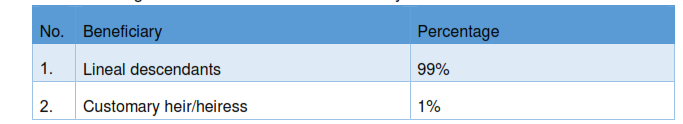 No. Beneficiary Percentage
1. Lineal descendants 99%
2. Customary heir/heiress 1%